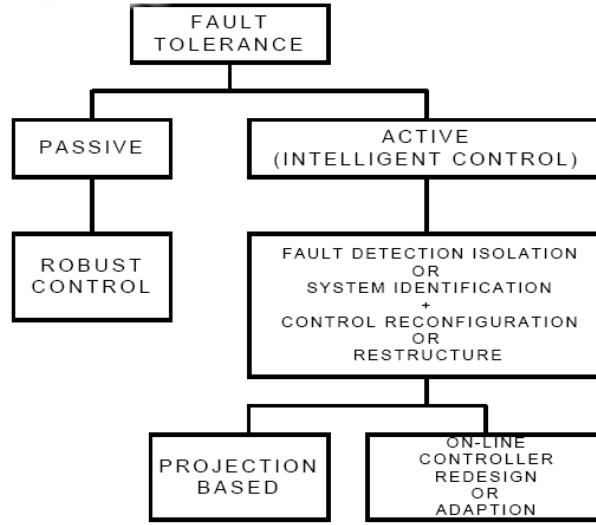 FAULT
TOLERANCE
PASSIVE
ACTIVE
(INTELLIGENT CONTROL)
ROBUST
CONTROL
FAULT DETECTION ISOLATION
OR
SYSTEM IDENTIFICATION
+
CONTROL RECONFIGURATION
OR
RESTRUCTURE
PROJECTION
BASED
ON-LINE
CONTROLLER
REDESIGN
OR
ADAPTION